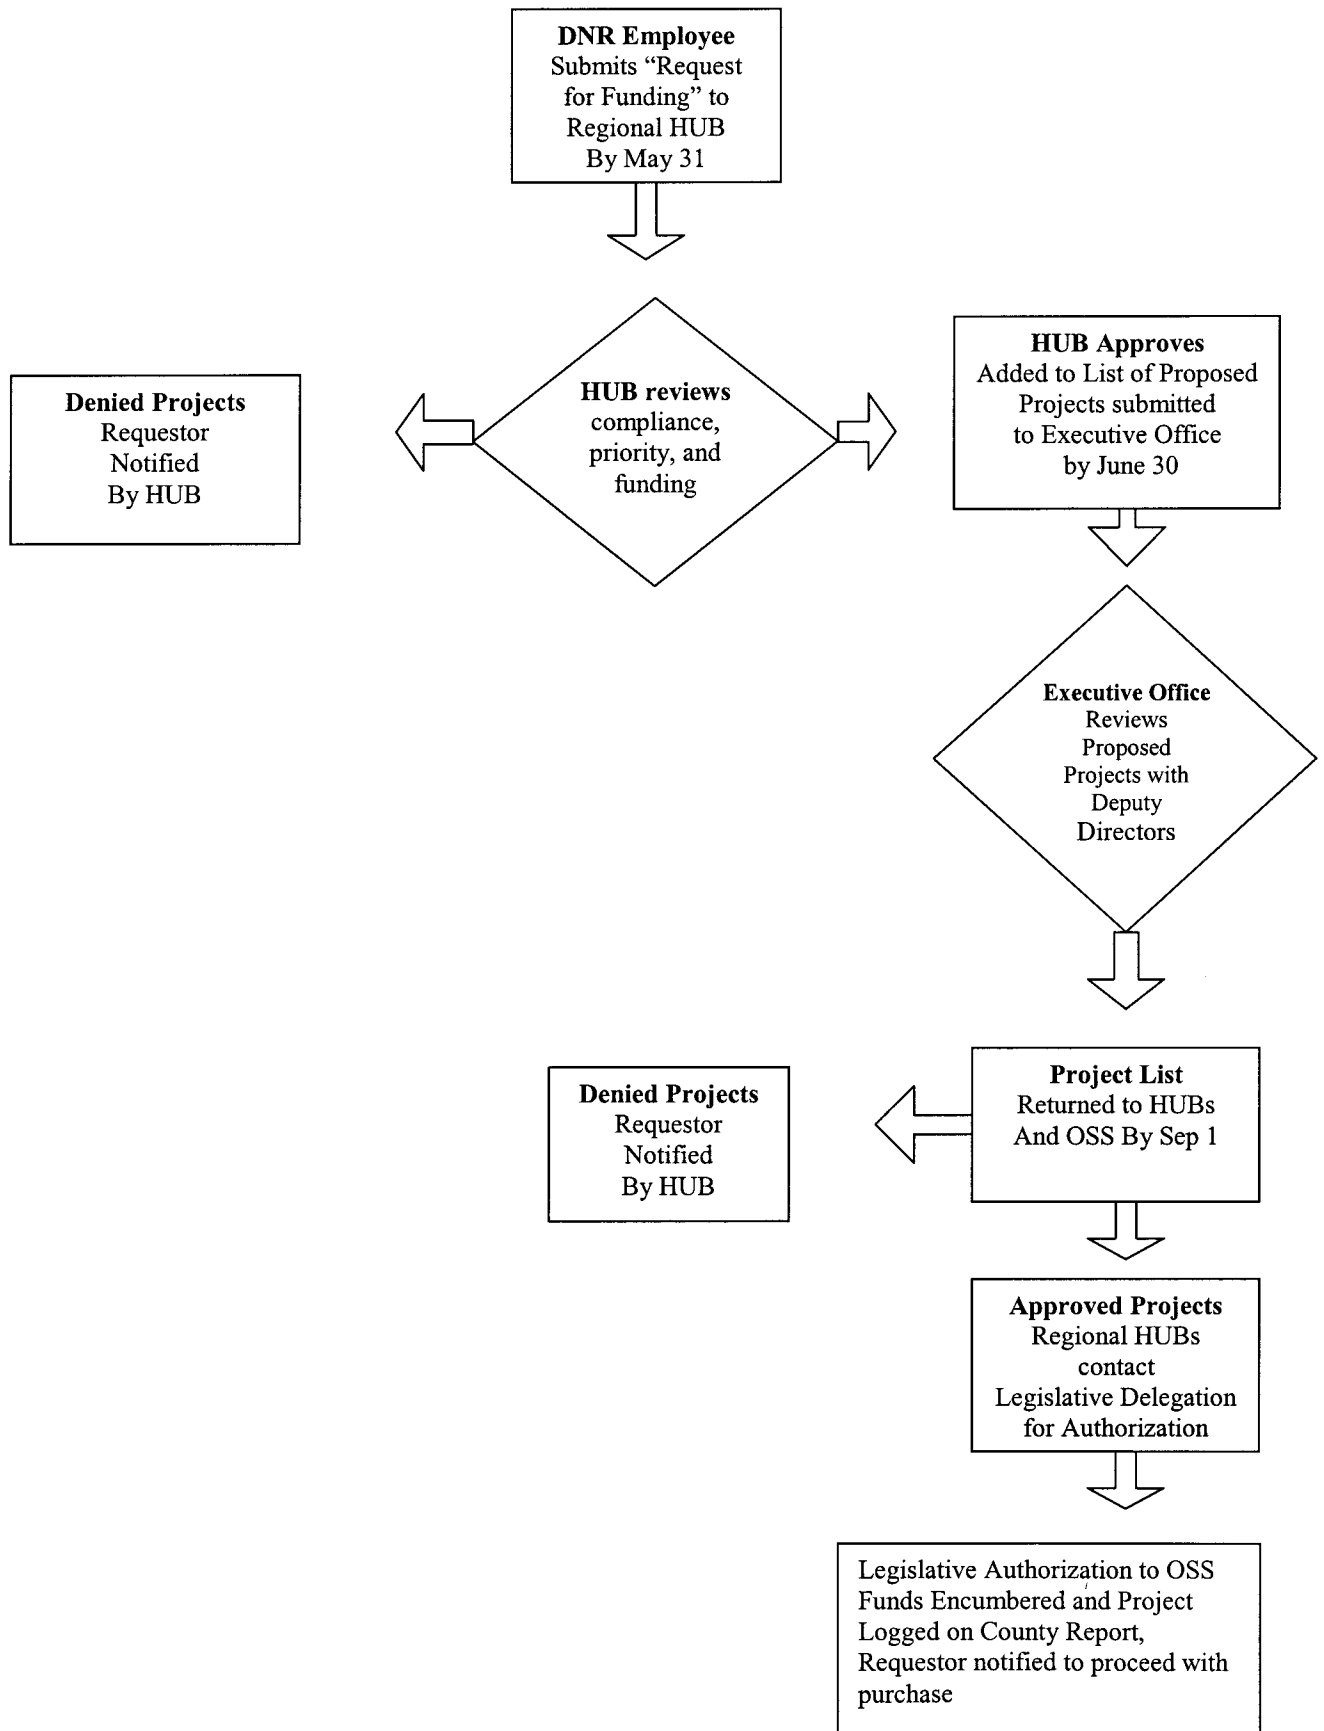 DNR Employee
Submits “Request
for Funding” to
Regional HUB
By May 31
Denied Projects
Requestor
Notified
By HUB
HUB reviews
compliance,
priority, and
funding
HUB Approves
Added to List of Proposed
Projects submitted
to Executive Office
by June 30
Executive Office
Reviews
Proposed
Projects with
Deputy
Directors
Denied Projects
Requestor
Notified
By HUB
Project List
Returned to HUBs
And OSS By Sep 1
Approved Projects
Regional HUBs
contact
Legislative Delegation
for Authorization
Legislative Authorization to OSS
Funds Encumbered and Project
Logged on County Report,
Requestor notified to proceed with
purchase